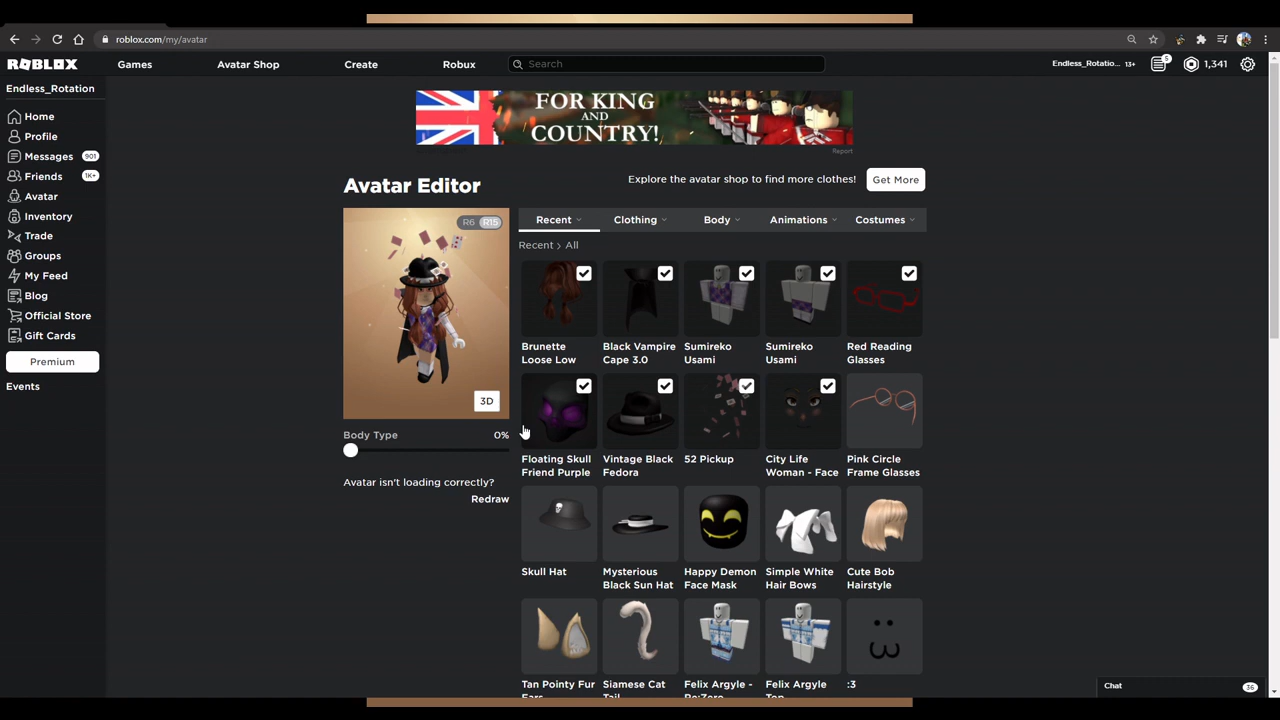 roblox.com/my/avatar
ROBLOX
Games
Avatar Shop
Create
Robux
Search
Endless_Rotatio... 13+
5
1,341
Endless_Rotation
Home
Profile
Messages 901
Friends 1K+
Avatar
Inventory
Trade
Groups
My Feed
Blog
Official Store
Gift Cards
Premium
Events
FOR KING
AND
COUNTRY!
Report
Avatar Editor
Explore the avatar shop to find more clothes!
Get More
R6 R15
3D
Body Type 0%
Avatar isn't loading correctly?
Redraw
Recent
Clothing
Body
Animations
Costumes
Recent > All
Brunette
Loose Low
Black Vampire
Cape 3.0
Sumireko
Usami
Sumireko
Usami
Red Reading
Glasses
Floating Skull
Friend Purple
Vintage Black
Fedora
52 Pickup
City Life
Woman - Face
Pink Circle
Frame Glasses
Skull Hat
Mysterious
Black Sun Hat
Happy Demon
Face Mask
Simple White
Hair Bows
Cute Bob
Hairstyle
Tan Pointy Fur
Ears
Siamese Cat
Tail
Felix Argyle -
Re:Zero
Felix Argyle
Top
:3
Chat 36